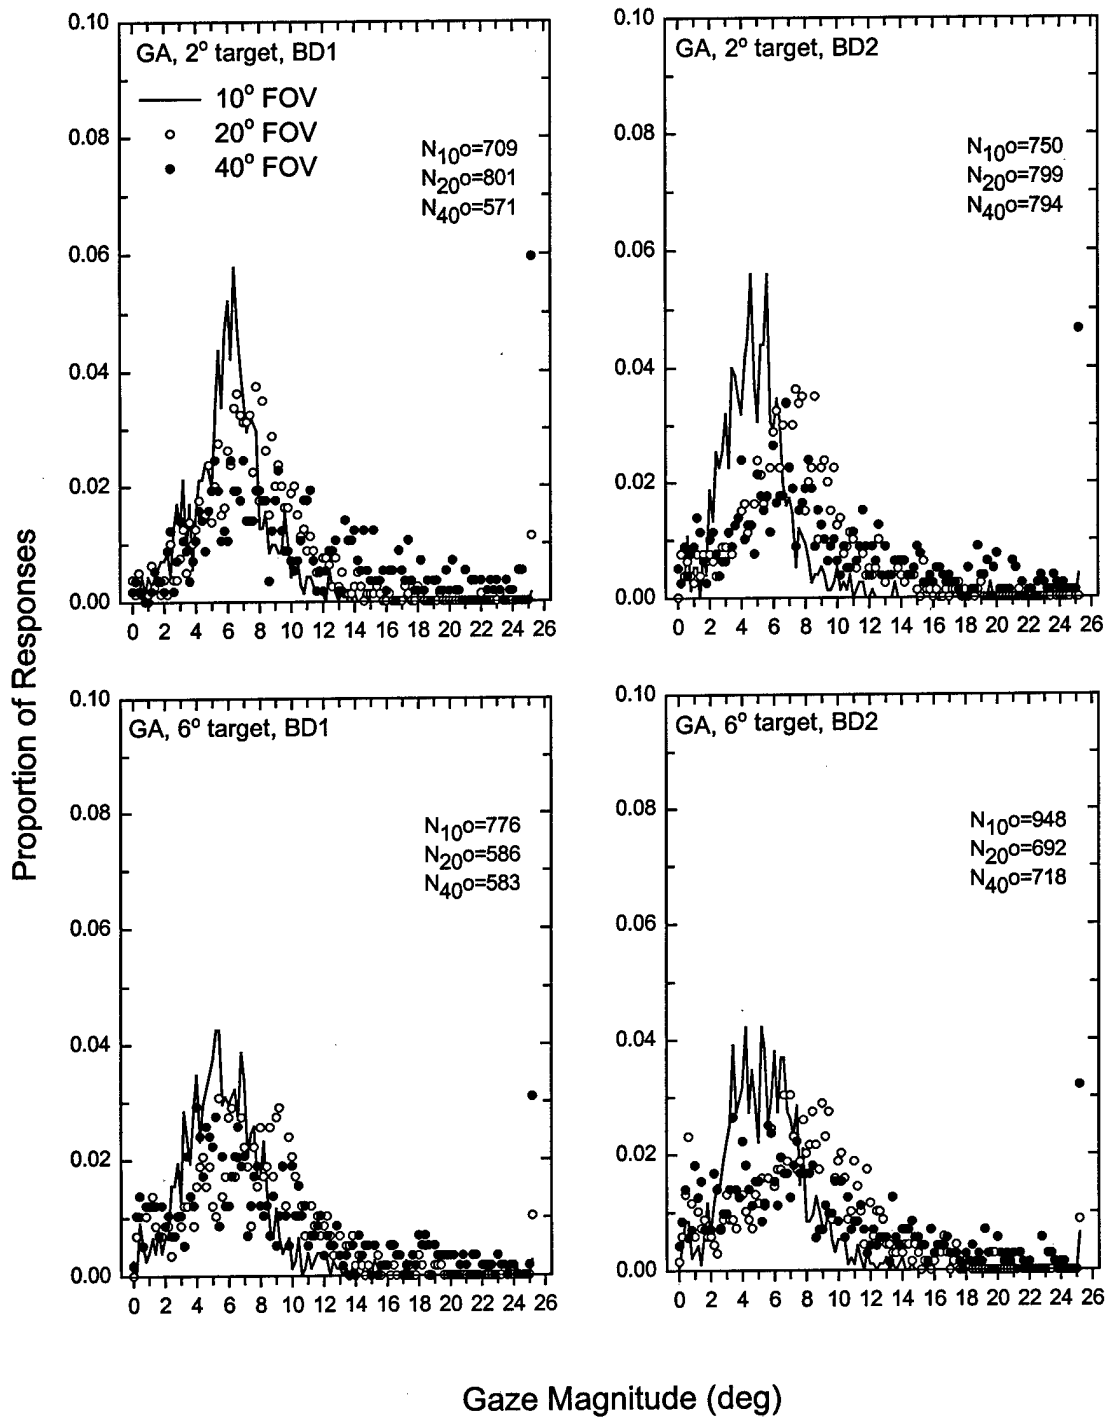 GA, 2° target, BD1
10° FOV
20° FOV
40° FOV
N10o=709
N20o=801
N40o=571
0.10
0.08
0.06
0.04
0.02
0.00
0 2 4 6 8 10 12 14 16 18 20 22 24 26
GA, 2° target, BD2
N10o=750
N20o=799
N40o=794
0.10
0.08
0.06
0.04
0.02
0.00
0 2 4 6 8 10 12 14 16 18 20 22 24 26
GA, 6° target, BD1
N10o=776
N20o=586
N40o=583
0.10
0.08
0.06
0.04
0.02
0.00
0 2 4 6 8 10 12 14 16 18 20 22 24 26
GA, 6° target, BD2
N10o=948
N20o=692
N40o=718
0.10
0.08
0.06
0.04
0.02
0.00
0 2 4 6 8 10 12 14 16 18 20 22 24 26
Proportion of Responses
Gaze Magnitude (deg)